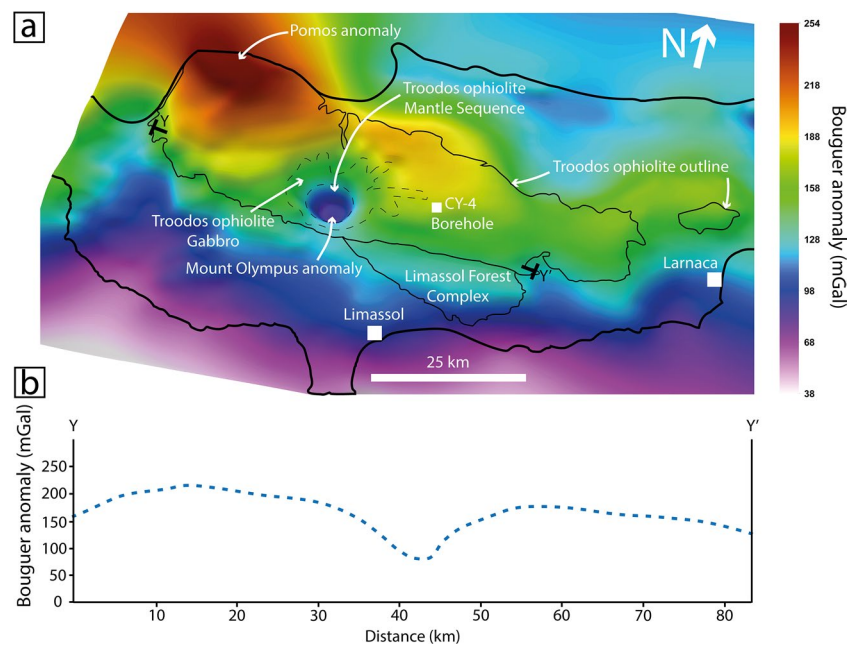 a
Pomos anomaly
N
Troodos ophiolite
Mantle Sequence
Troodos ophiolite outline
Y
CY-4
Borehole
Troodos ophiolite
Gabbro
Mount Olympus anomaly
Y'
Limassol Forest
Complex
Larnaca
Limassol
25 km
254
218
188
158
128
98
68
38
Bouguer anomaly (mGal)
b
Y
Y'
Bouguer anomaly (mGal)
250
200
150
100
50
0
10
20
30
40
50
60
70
80
Distance (km)